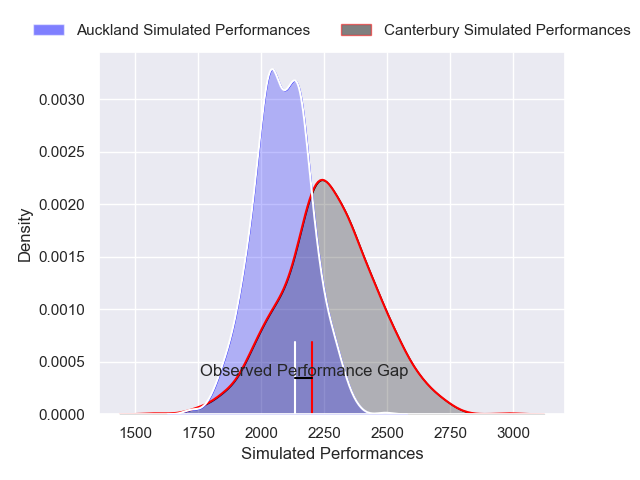 Auckland Simulated Performances
Canterbury Simulated Performances
0.0030
0.0025
0.0020
0.0015
0.0010
0.0005
0.0000
Density
Observed Performance Gap
1500 1750 2000 2250 2500 2750 3000
Simulated Performances